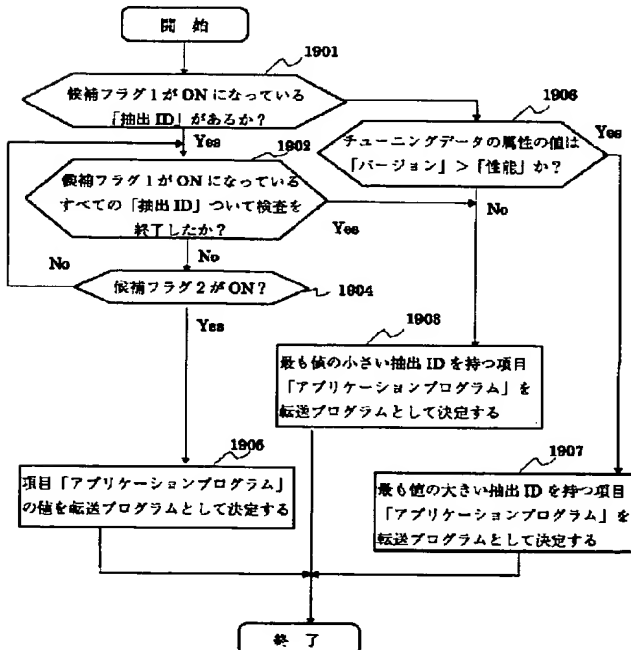 開 始
1901
候補フラグ1がONになっている
「抽出ID」があるか?
Yes
1906
チューニングデータの属性の値は
「バージョン」>「性能」か?
Yes
No
1902
候補フラグ1がONになっている
すべての「抽出ID」ついて検査を
終了したか?
Yes
No
No
候補フラグ2がON?
1904
Yes
1903
最も値の小さい抽出IDを持つ項目
「アプリケーションプログラム」を
転送プログラムとして決定する
1905
項目「アプリケーションプログラム」
の値を転送プログラムとして決定する
1907
最も値の大きい抽出IDを持つ項目
「アプリケーションプログラム」を
転送プログラムとして決定する
終 了